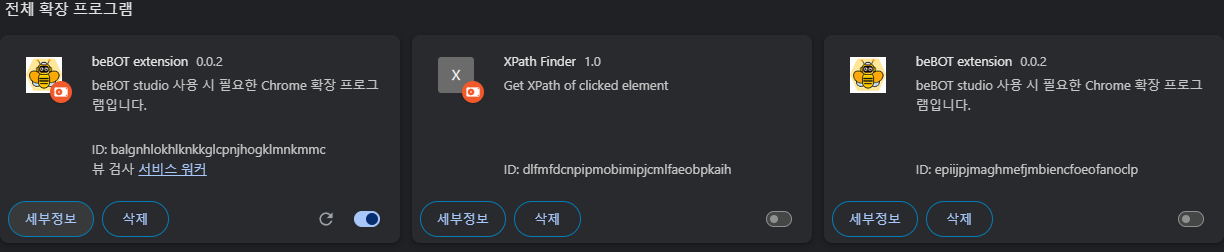 전체 확장 프로그램
beBOT extension 0.0.2
beBOT studio 사용 시 필요한 Chrome 확장 프로그
램입니다.
ID: balgnhlokhlknkkglcpnjhogklmnkmmc
뷰 검사 서비스 워커
세부정보 삭제
X
XPath Finder 1.0
Get XPath of clicked element
ID: dlfmfdcnpipmobimipjcmlfaeobpkaih
세부정보 삭제
beBOT extension 0.0.2
beBOT studio 사용 시 필요한 Chrome 확장 프로그
램입니다.
ID: epiijpjmaghmefjmbiencfoeofanoclp
세부정보 삭제